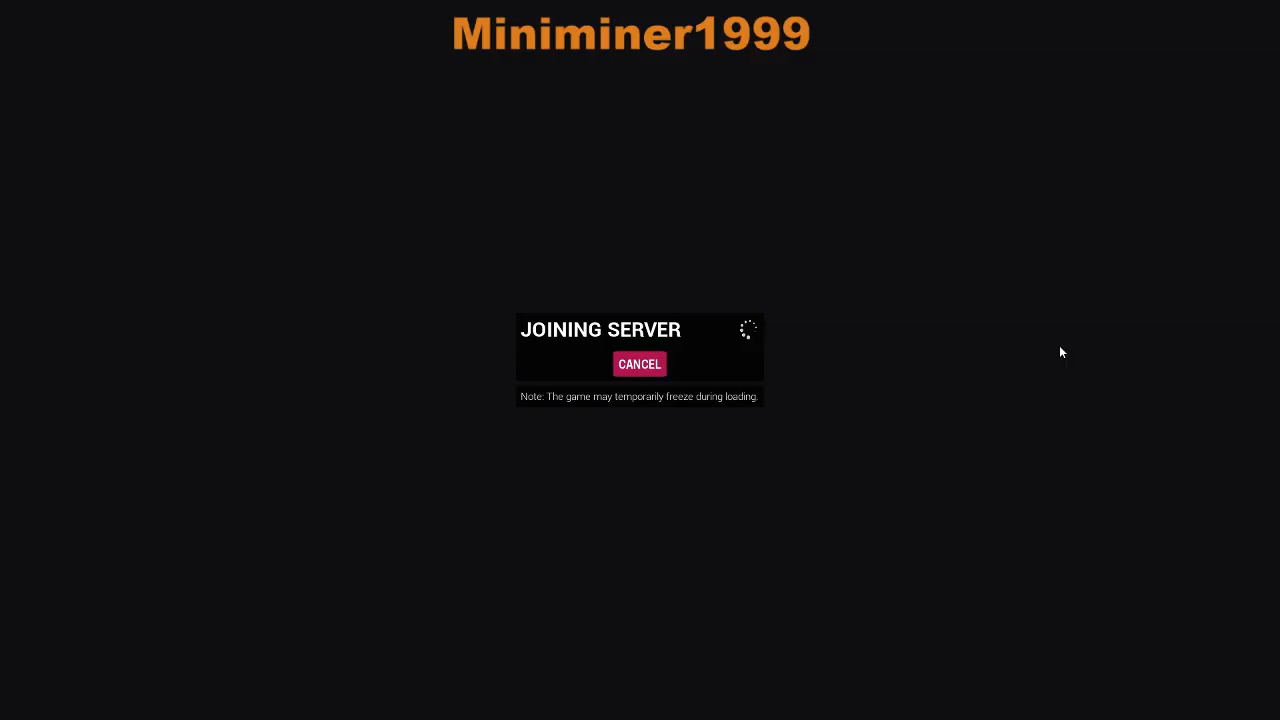 Miniminer1999
JOINING SERVER
CANCEL
Note: The game may temporarily freeze during loading.